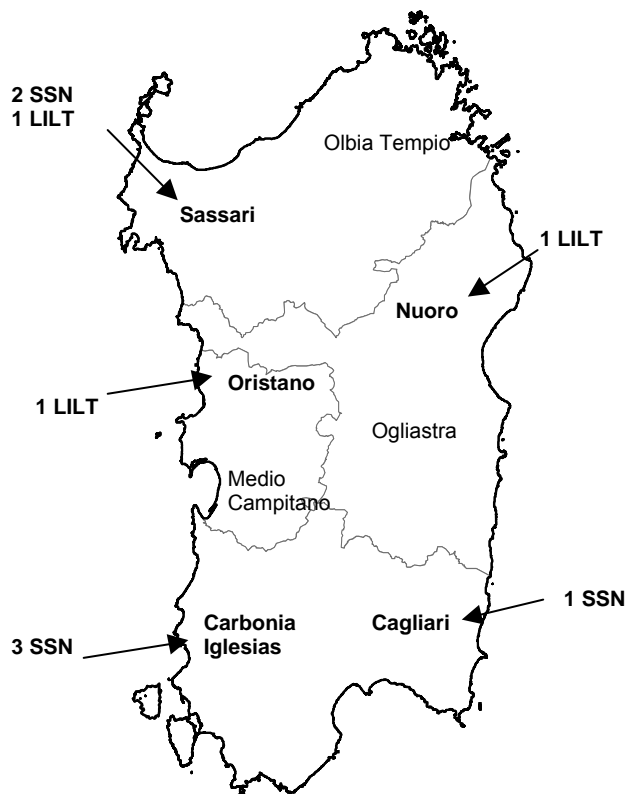 2 SSN
1 LILT
Olbia Tempio
Sassari
1 LILT
Nuoro
Oristano
1 LILT
Ogliastra
Medio
Campitano
1 SSN
Carbonia
Iglesias
Cagliari
3 SSN